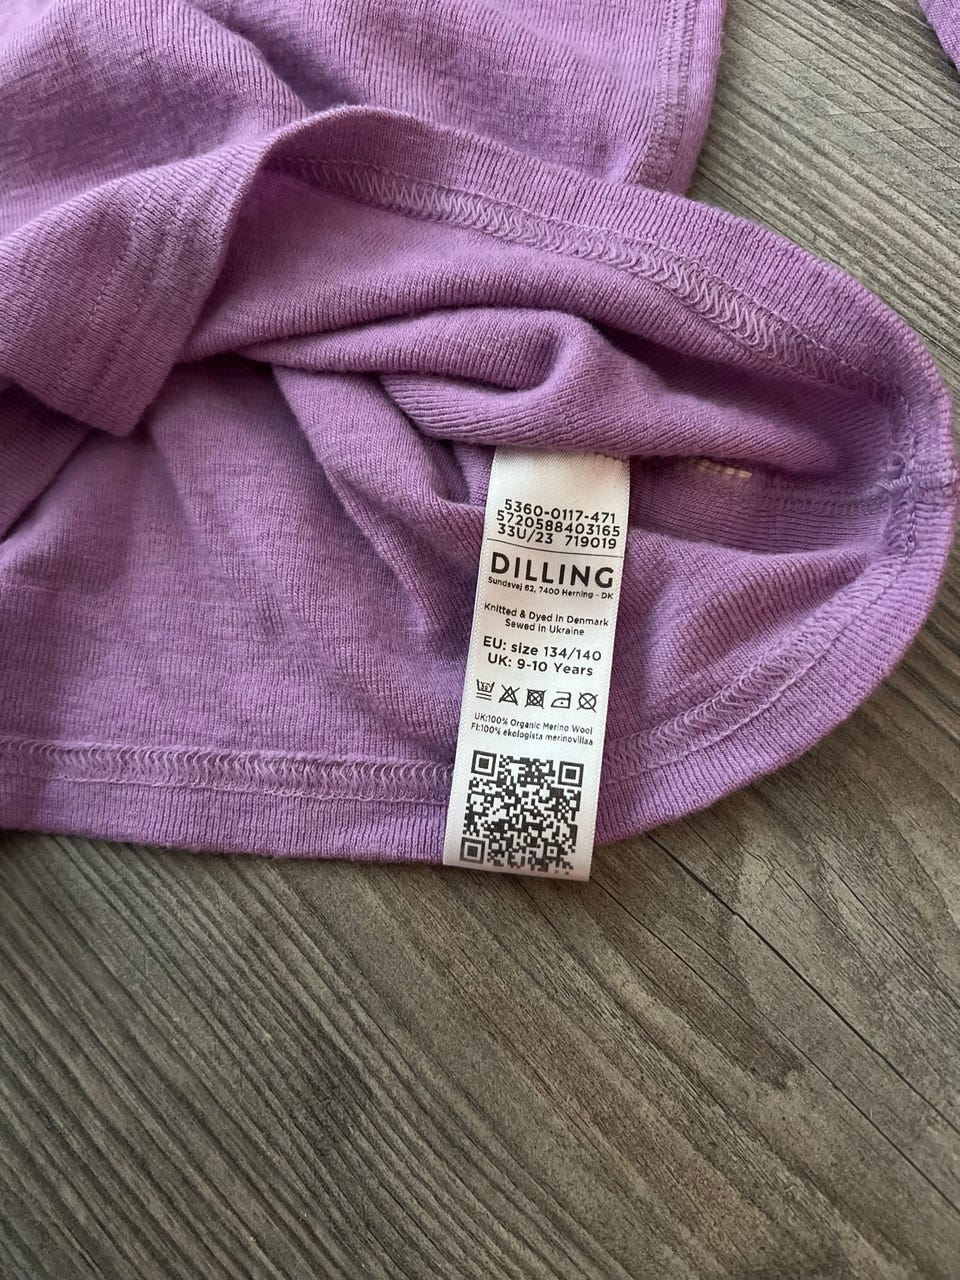 5360-0117-471
5720588403165
33U/23 719019
DILLING
Sundsvej 62, 7400 Herning - DK
Knitted & Dyed in Denmark
Sewed in Ukraine
EU: size 134/140
UK: 9-10 Years
UK:100% Organic Merino Wool
FI:100% ekologista merinovillaa